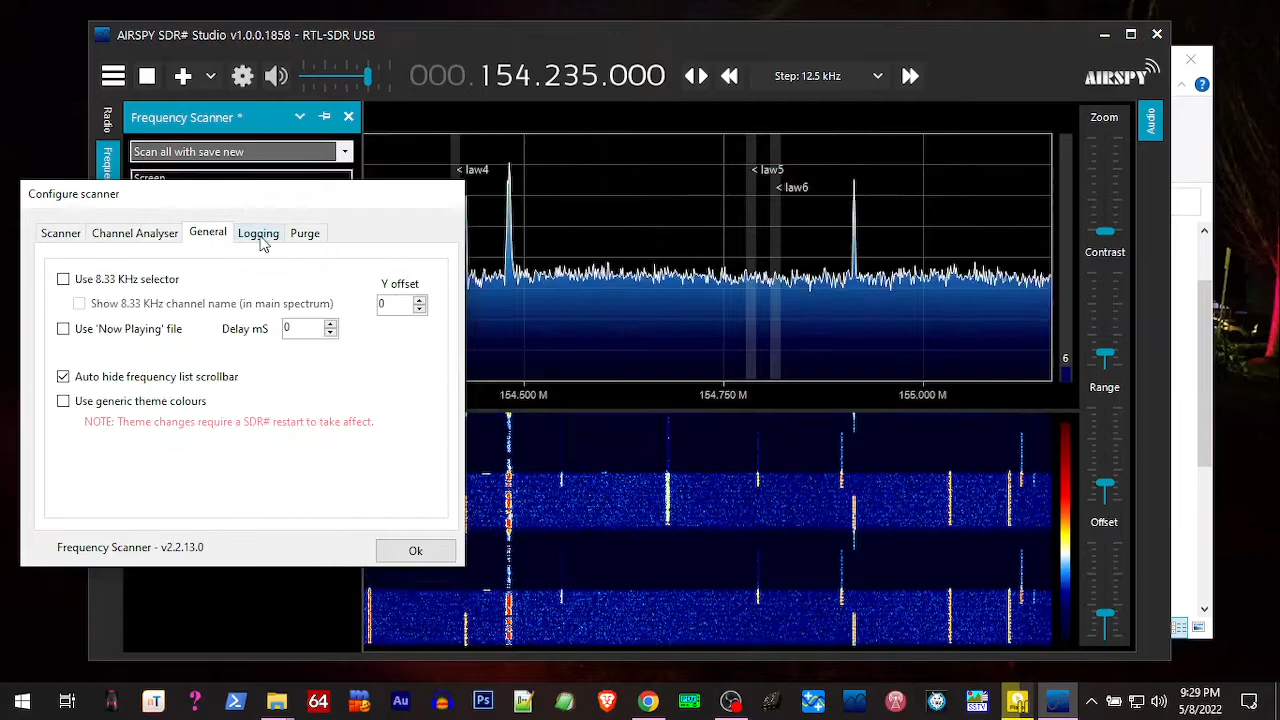 AIRSPY SDR# Studio v1.0.0.1858 - RTL-SDR USB
000.154.235.000
Step: 12.5 kHz
AIRSPY
Radio
Frequency Scanner *
Audio
Scan all with save new
Screen
Configure scanner
Scanner
Channel Analyser
General
Logging
Purge
Use 8.33 KHz selector
Y offset
Show 8.33 KHz channel name (in main spectrum)
0
Use 'Now Playing' file
Delay mS
0
Auto hide frequency list scrollbar
Use generic theme colours
NOTE: Theme changes require a SDR# restart to take affect.
Frequency Scanner - v2.2.13.0
Ok
< law4
< law5
< law6
6
154.500 M
154.750 M
155.000 M
Zoom
Contrast
Range
Offset
nT
64
Au
Ps
9:29 PM
5/8/2022